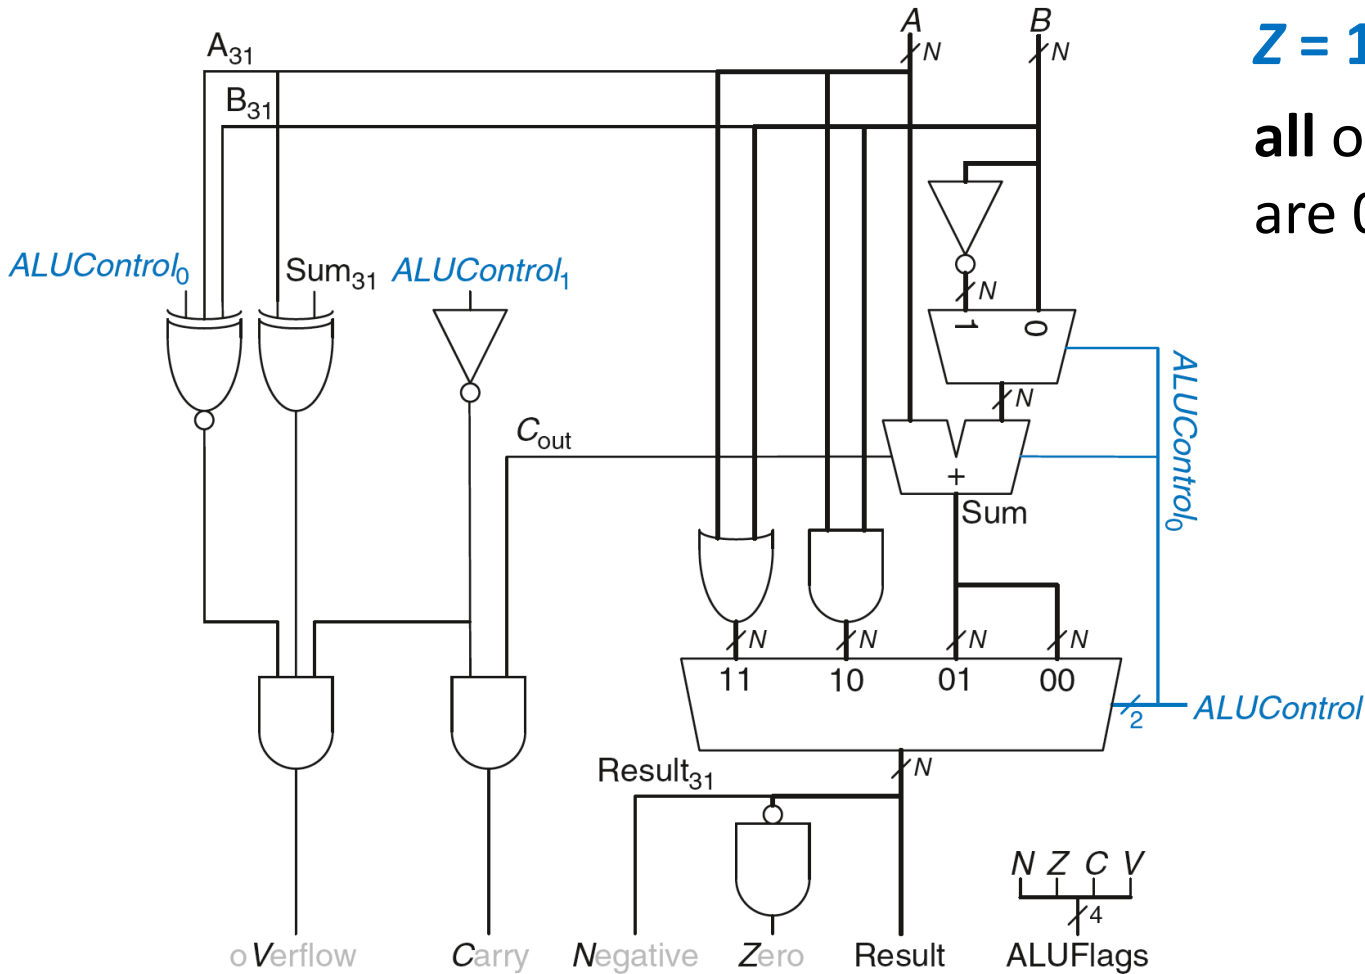 A B
N N
Z = 1
all o
are 0
A31
B31
ALUControl0 Sum31 ALUControl1
N
1 0
N
ALUControl0
Cout
+
Sum
N N N N
11 10 01 00
2 ALUControl
Result31 N
N Z C V
4
oVerflow Carry Negative Zero Result ALUFlags